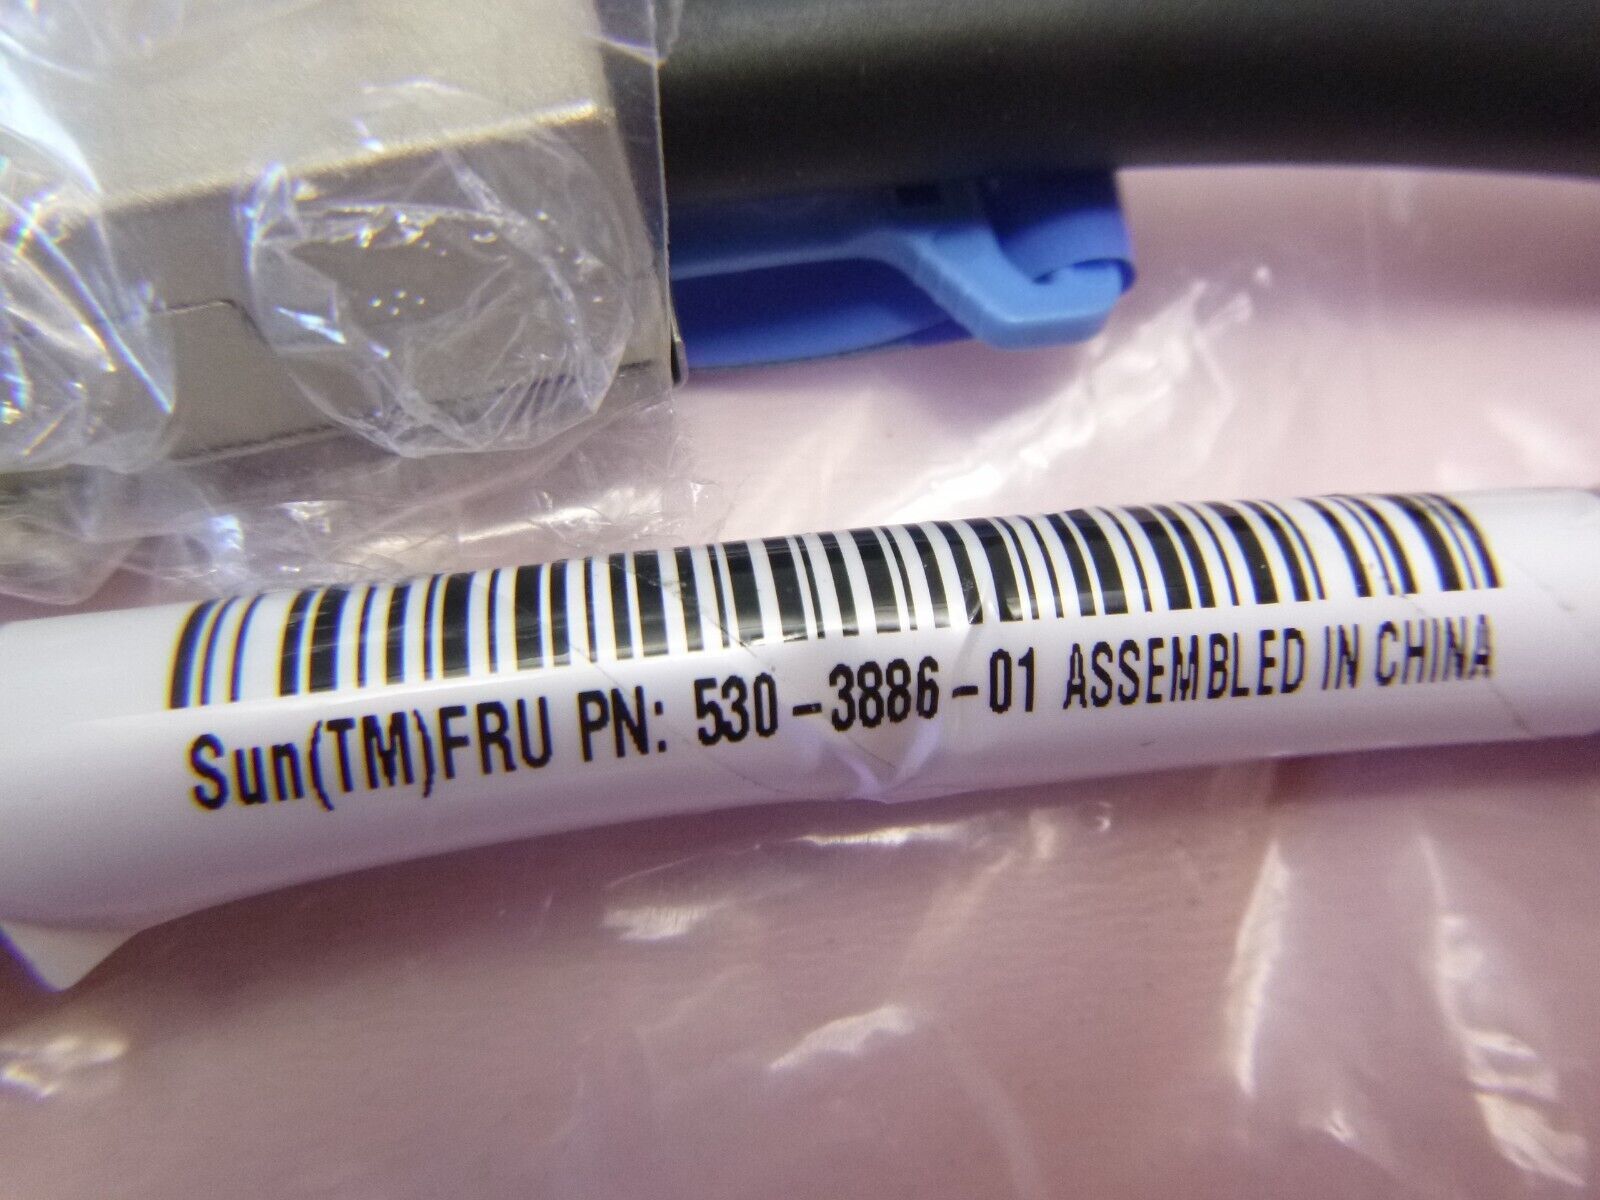 Sun(TM)FRU PN: 530-3886-01 ASSEMBLED IN CHINA